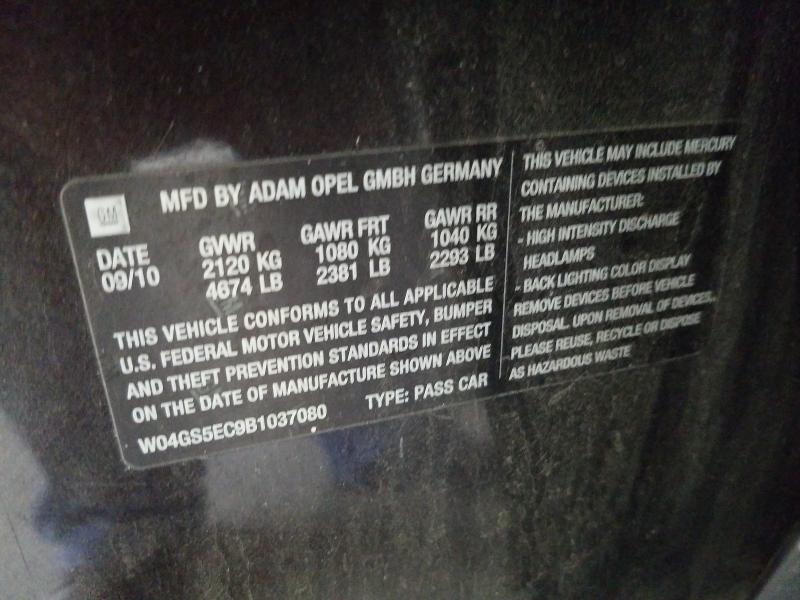 GM
MFD BY ADAM OPEL GMBH GERMANY
DATE
09/10
GVWR
2120 KG
4674 LB
GAWR FRT
1080 KG
2381 LB
GAWR RR
1040 KG
2293 LB
THIS VEHICLE CONFORMS TO ALL APPLICABLE
U.S. FEDERAL MOTOR VEHICLE SAFETY, BUMPER
AND THEFT PREVENTION STANDARDS IN EFFECT
ON THE DATE OF MANUFACTURE SHOWN ABOVE
W04GS5EC9B1037080
TYPE: PASS CAR
THIS VEHICLE MAY INCLUDE MERCURY
CONTAINING DEVICES INSTALLED BY
THE MANUFACTURER:
- HIGH INTENSITY DISCHARGE
HEADLAMPS
- BACK LIGHTING COLOR DISPLAY
REMOVE DEVICES BEFORE VEHICLE
DISPOSAL. UPON REMOVAL OF DEVICES,
PLEASE REUSE, RECYCLE OR DISPOSE
AS HAZARDOUS WASTE